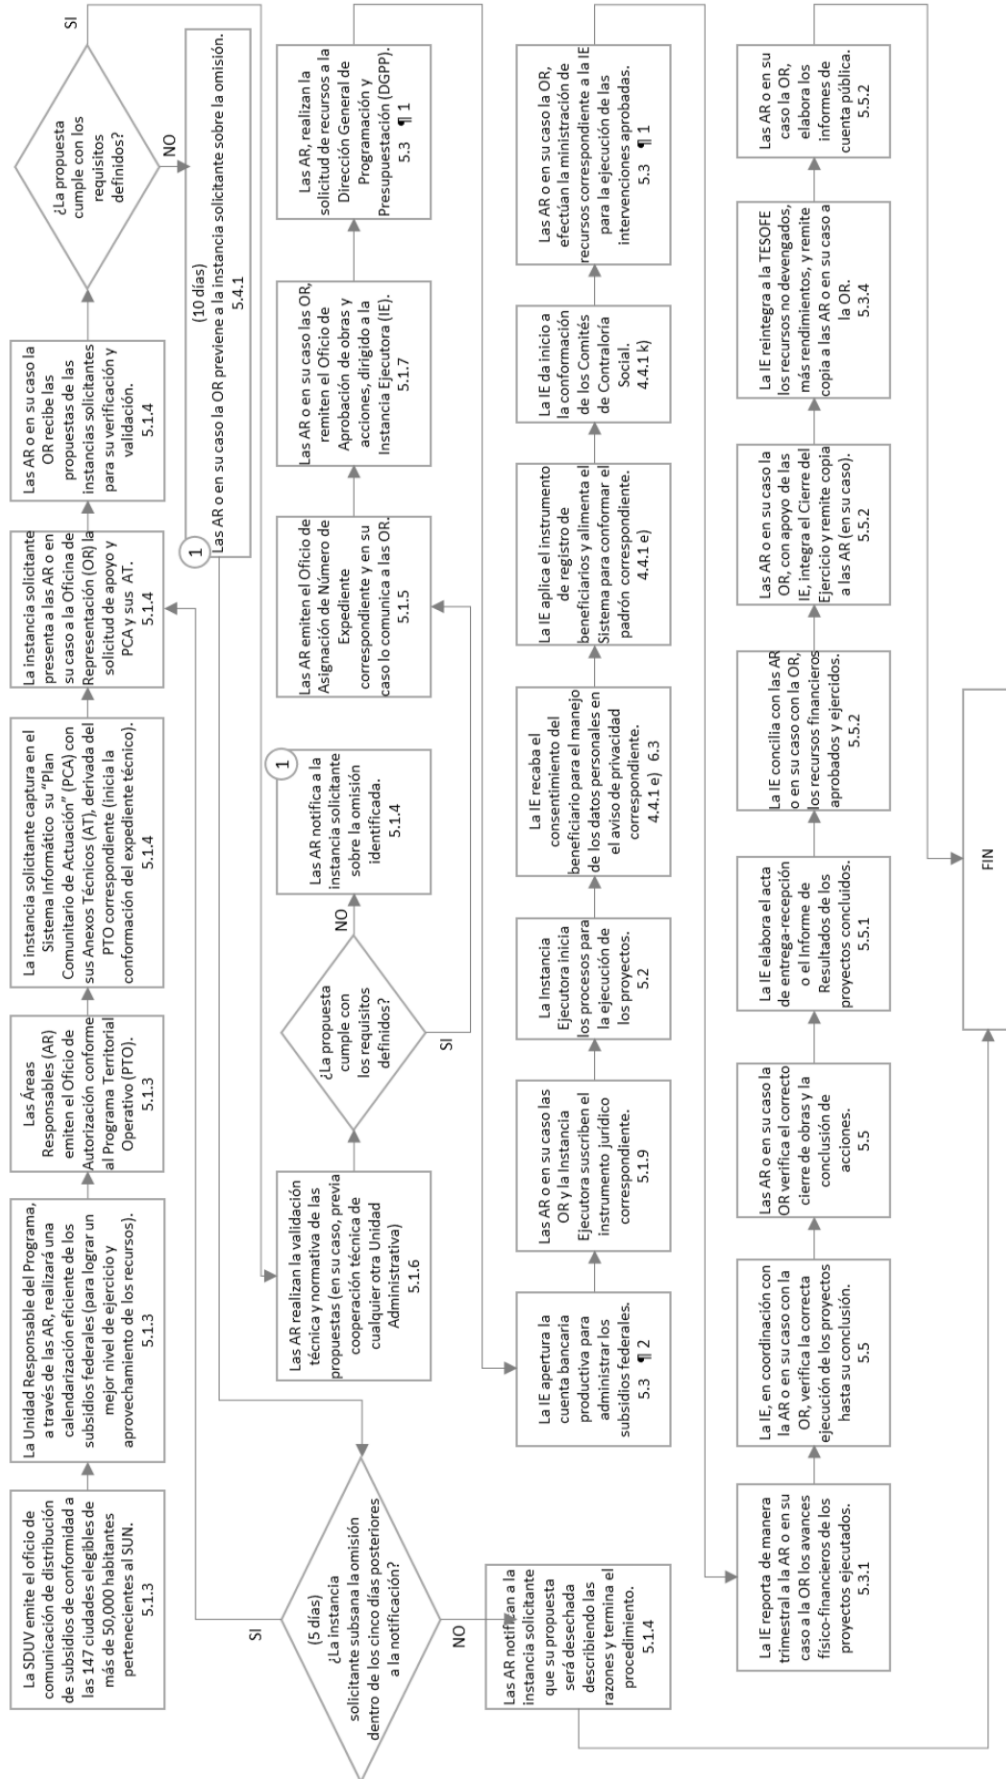 La SDUV emite el oficio de
comunicación de distribución
de subsidios de conformidad a
las 147 ciudades elegibles de
más de 50,000 habitantes
pertenecientes al SUN.
5.1.3
La Unidad Responsable del Programa,
a través de las AR, realizará una
calendarización eficiente de los
subsidios federales (para lograr un
mejor nivel de ejercicio y
aprovechamiento de los recursos).
5.1.3
Las Áreas
Responsables (AR)
emiten el Oficio de
Autorización conforme
al Programa Territorial
Operativo (PTO).
5.1.3
La instancia solicitante captura en el
Sistema Informático su "Plan
Comunitario de Actuación" (PCA) con
sus Anexos Técnicos (AT), derivada del
PTO correspondiente (inicia la
conformación del expediente técnico).
5.1.4
La instancia solicitante
presenta a las AR o en
su caso a la Oficina de
Representación (OR) la
solicitud de apoyo y
PCA y sus AT.
5.1.4
Las AR o en su caso la
OR recibe las
propuestas de las
instancias solicitantes
para su verificación y
validación.
5.1.4
¿La propuesta
cumple con los
requisitos
definidos?
SI
NO
1
(10 días)
Las AR o en su caso la OR previene a la instancia solicitante sobre la omisión.
5.4.1
(5 días)
¿La instancia
solicitante subsana la omisión
dentro de los cinco días posteriores
a la notificación?
SI
NO
Las AR notifican a la
instancia solicitante
que su propuesta
será desechada
describiendo las
razones y termina el
procedimiento.
5.1.4
Las AR realizan la validación
técnica y normativa de las
propuestas (en su caso, previa
cooperación técnica de
cualquier otra Unidad
Administrativa)
5.1.6
¿La propuesta
cumple con
los requisitos
definidos?
NO
SI
1
Las AR notifica a la
instancia solicitante
sobre la omisión
identificada.
5.1.4
Las AR emiten el Oficio de
Asignación de Número de
Expediente
correspondiente y en su
caso lo comunica a las OR.
5.1.5
Las AR o en su caso las OR,
remiten el Oficio de
Aprobación de obras y
acciones, dirigido a la
Instancia Ejecutora (IE).
5.1.7
Las AR, realizan la
solicitud de recursos a la
Dirección General de
Programación y
Presupuestación (DGPP).
5.3 ¶ 1
La IE apertura la
cuenta bancaria
productiva para
administrar los
subsidios federales.
5.3 ¶ 2
Las AR o en su caso las
OR y la Instancia
Ejecutora suscriben el
instrumento jurídico
correspondiente.
5.1.9
La Instancia
Ejecutora inicia
los procesos para
la ejecución de
los proyectos.
5.2
La IE recaba el
consentimiento del
beneficiario para el manejo
de los datos personales en
el aviso de privacidad
correspondiente.
4.4.1 e) 6.3
La IE aplica el instrumento
de registro de
beneficiarios y alimenta el
Sistema para conformar el
padrón correspondiente.
4.4.1 e)
La IE da inicio a
la conformación
de los Comités
de Contraloría
Social.
4.4.1 k)
Las AR o en su caso la OR,
efectúan la ministración de
recursos correspondiente a la IE
para la ejecución de las
intervenciones aprobadas.
5.3 ¶ 1
La IE reporta de manera
trimestral a la AR o en su
caso a la OR los avances
físico-financieros de los
proyectos ejecutados.
5.3.1
La IE, en coordinación con
la AR o en su caso con la
OR, verifica la correcta
ejecución de los proyectos
hasta su conclusión.
5.5
Las AR o en su caso la
OR verifica el correcto
cierre de obras y la
conclusión de
acciones.
5.5
La IE elabora el acta
de entrega-recepción
o el Informe de
Resultados de los
proyectos concluidos.
5.5.1
La IE concilia con las AR
o en su caso con la OR,
los recursos financieros
aprobados y ejercidos.
5.5.2
Las AR o en su caso la
OR, con apoyo de las
IE, integra el Cierre del
Ejercicio y remite copia
a las AR (en su caso).
5.5.2
La IE reintegra a la TESOFE
los recursos no devengados,
más rendimientos, y remite
copia a las AR o en su caso a
la OR.
5.3.4
Las AR o en su
caso la OR,
elabora los
informes de
cuenta pública.
5.5.2
FIN